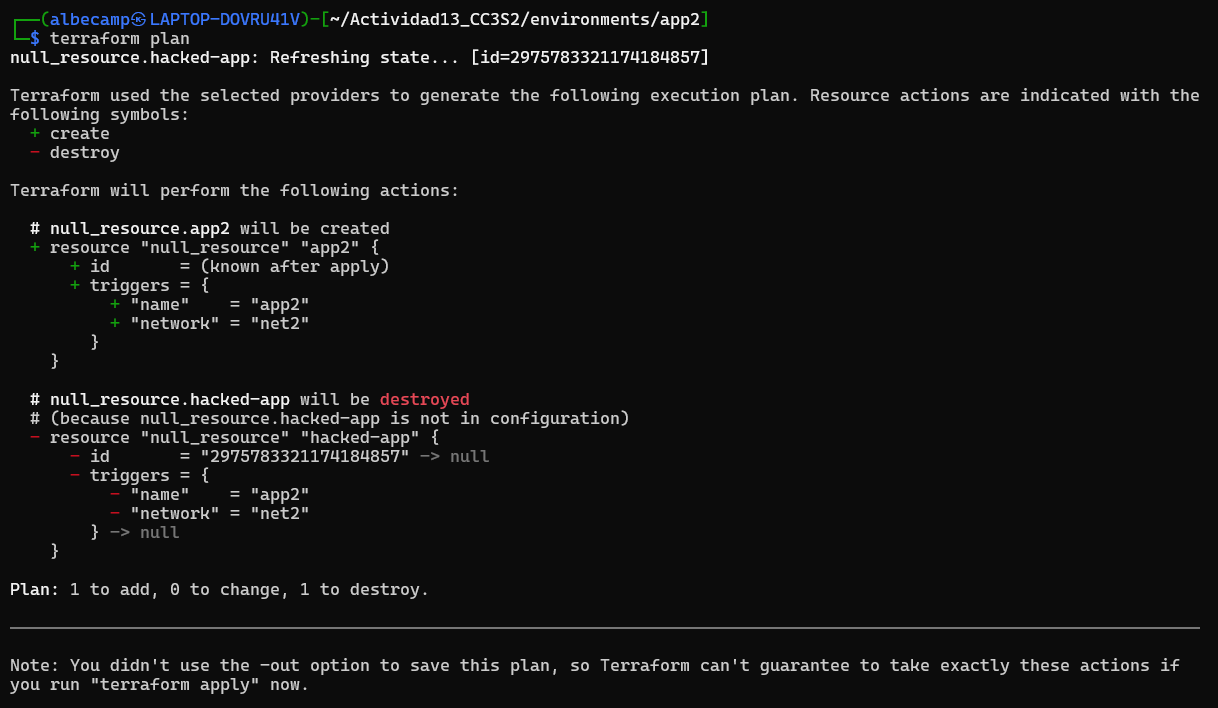 ┌──(albecamp㉿LAPTOP-DOVRU41V)-[~/Actividad13_CC3S2/environments/app2]
└─$ terraform plan
null_resource.hacked-app: Refreshing state... [id=2975783321174184857]

Terraform used the selected providers to generate the following execution plan. Resource actions are indicated with the
following symbols:
  + create
  - destroy

Terraform will perform the following actions:

  # null_resource.app2 will be created
  + resource "null_resource" "app2" {
      + id       = (known after apply)
      + triggers = {
          + "name"    = "app2"
          + "network" = "net2"
        }
    }

  # null_resource.hacked-app will be destroyed
  # (because null_resource.hacked-app is not in configuration)
  - resource "null_resource" "hacked-app" {
      - id       = "2975783321174184857" -> null
      - triggers = {
          - "name"    = "app2"
          - "network" = "net2"
        } -> null
    }

Plan: 1 to add, 0 to change, 1 to destroy.

Note: You didn't use the -out option to save this plan, so Terraform can't guarantee to take exactly these actions if
you run "terraform apply" now.